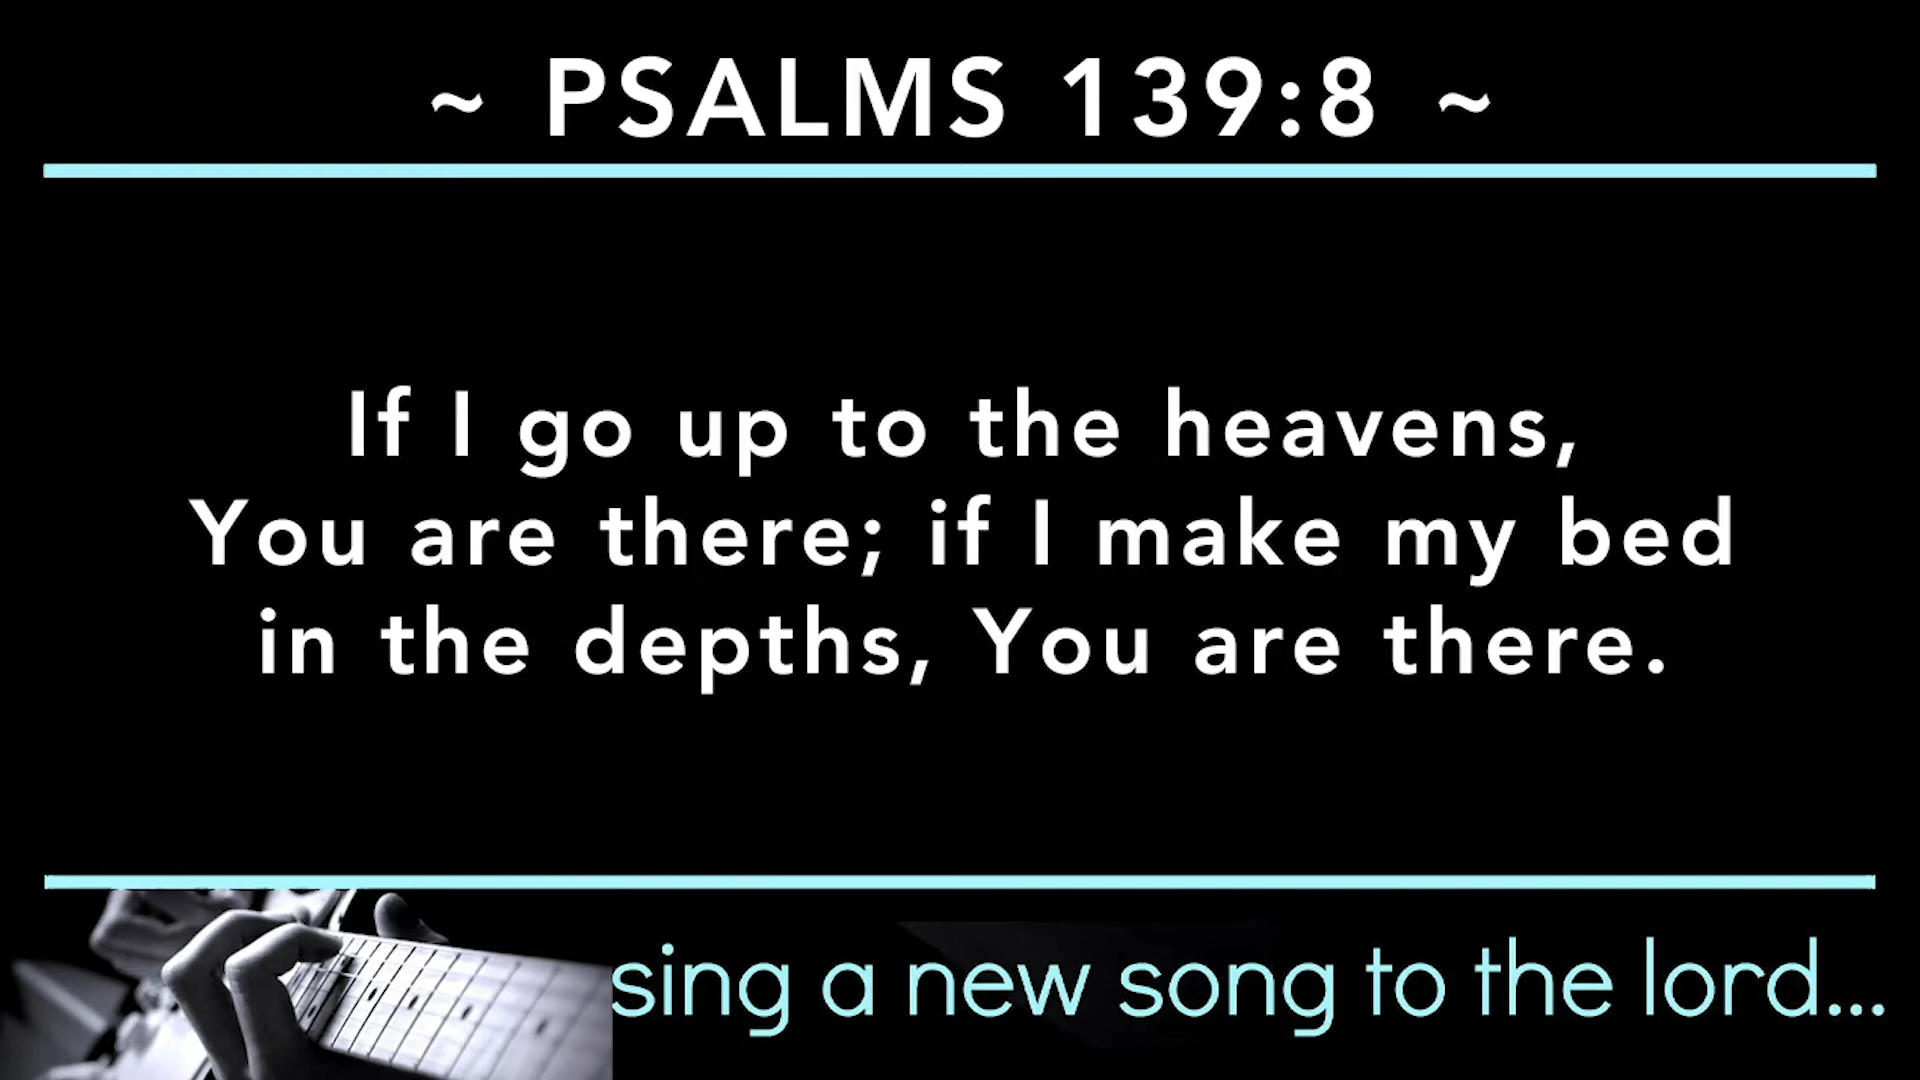 ~ PSALMS 139:8 ~
If I go up to the heavens,
You are there; if I make my bed
in the depths, You are there.
sing a new song to the lord...